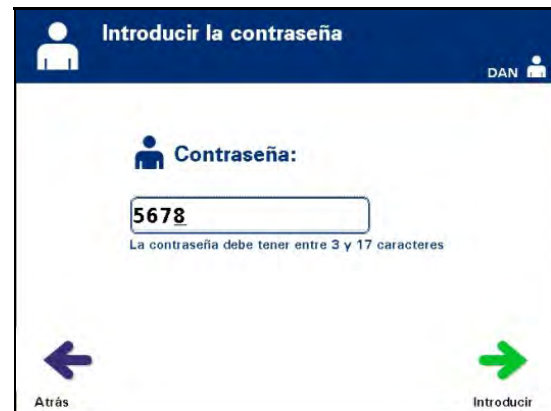 Introducir la contraseña
DAN
Contraseña:
5678
La contraseña debe tener entre 3 y 17 caracteres
Atrás
Introducir